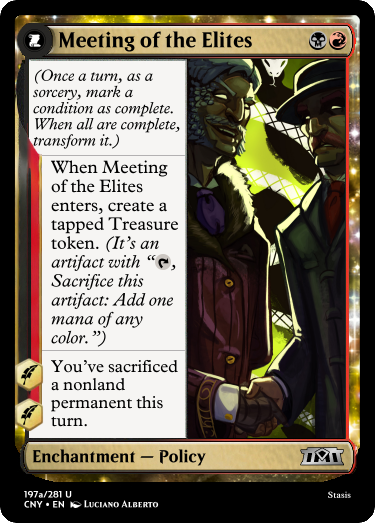 Meeting of the Elites
(Once a turn, as a
sorcery, mark a
condition as complete.
When all are complete,
transform it.)
When Meeting
of the Elites
enters, create a
tapped Treasure
token. (It's an
artifact with “
,
Sacrifice this
artifact: Add one
mana of any
color.”)
You've sacrificed
a nonland
permanent this
turn.
Enchantment — Policy
197a/281 U
CNY • EN Luciano Alberto
Stasis